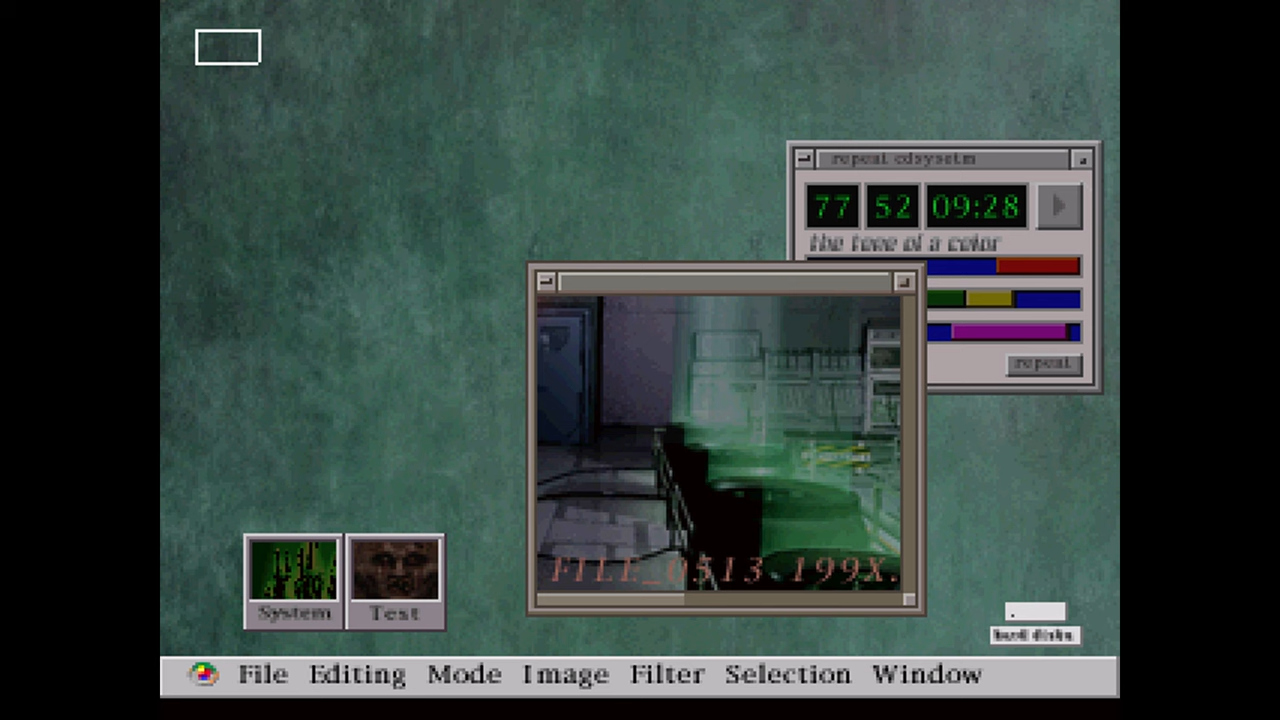 repeat cdsysetm
77 52 09:28
the tone of a color
repeat
FILE_0513.199X.
System Test
hard disks
File Editing Mode Image Filter Selection Window